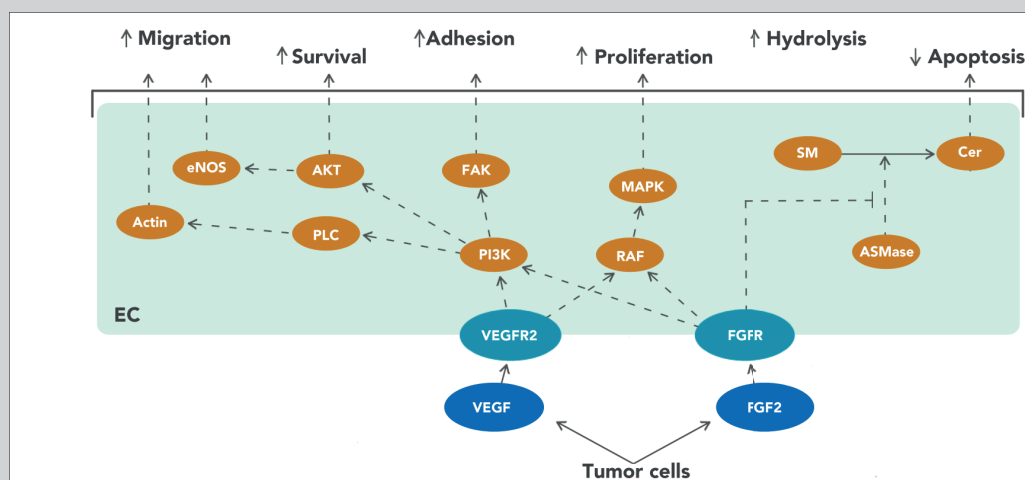 ↑ Migration
↑ Survival
↑Adhesion
↑ Proliferation
↑ Hydrolysis
↓ Apoptosis
eNOS
AKT
FAK
MAPK
SM
Cer
Actin
PLC
PI3K
RAF
ASMase
EC
VEGFR2
FGFR
VEGF
FGF2
Tumor cells